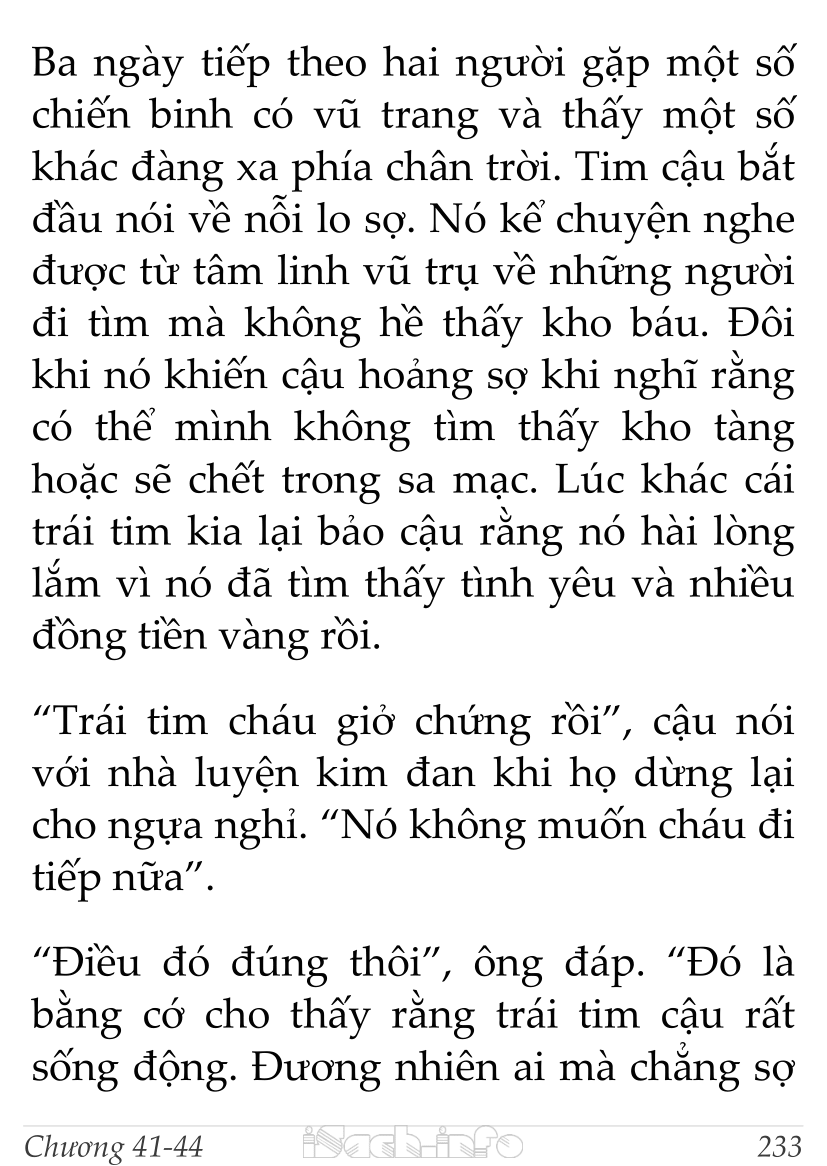 Ba ngày tiếp theo hai người gặp một số
chiến binh có vũ trang và thấy một số
khác đàng xa phía chân trời. Tim cậu bắt
đầu nói về nỗi lo sợ. Nó kể chuyện nghe
được từ tâm linh vũ trụ về những người
đi tìm mà không hề thấy kho báu. Đôi
khi nó khiến cậu hoảng sợ khi nghĩ rằng
có thể mình không tìm thấy kho tàng
hoặc sẽ chết trong sa mạc. Lúc khác cái
trái tim kia lại bảo cậu rằng nó hài lòng
lắm vì nó đã tìm thấy tình yêu và nhiều
đồng tiền vàng rồi.
“Trái tim cháu giở chứng rồi”, cậu nói
với nhà luyện kim đan khi họ dừng lại
cho ngựa nghỉ. “Nó không muốn cháu đi
tiếp nữa”.
“Điều đó đúng thôi”, ông đáp. “Đó là
bằng cớ cho thấy rằng trái tim cậu rất
sống động. Đương nhiên ai mà chẳng sợ
Chương 41-44 iSach.info 233